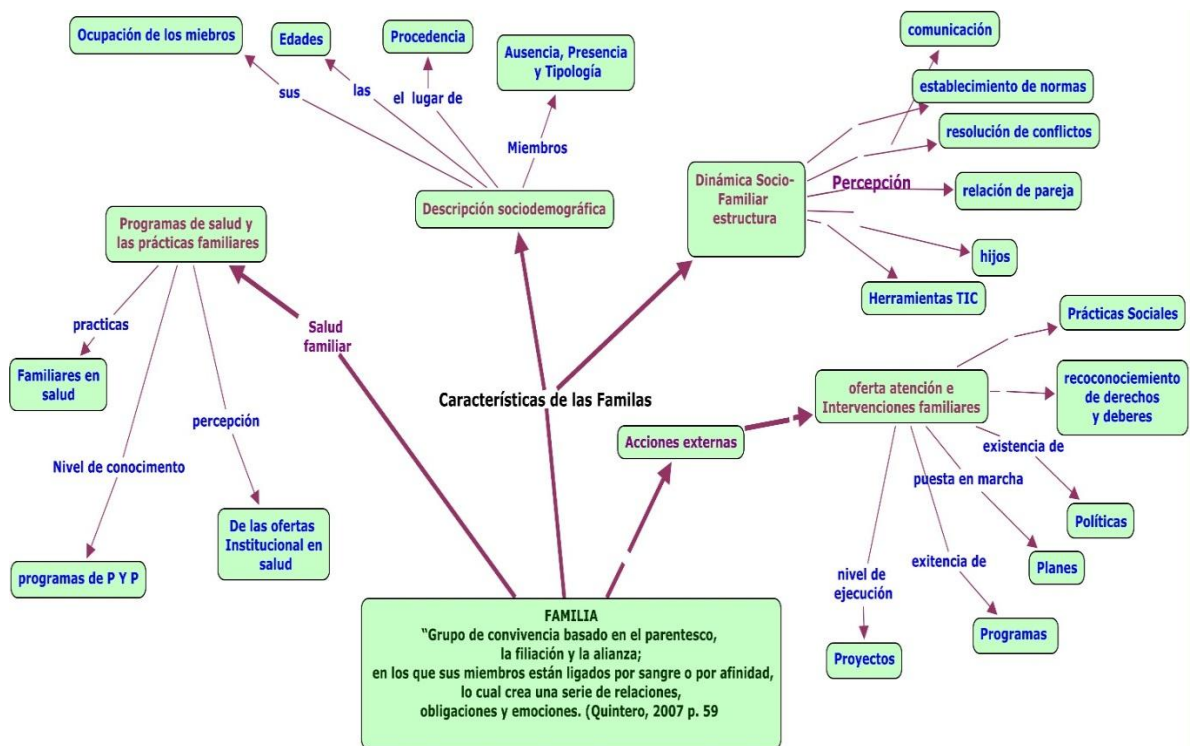 Ocupación de los miebros
Edades
Procedencia
Ausencia, Presencia
y Tipología
sus
las
el lugar de
Miembros
Descripción sociodemográfica
comunicación
establecimiento de normas
resolución de conflictos
relación de pareja
hijos
Herramientas TIC
Percepción
Dinámica Socio-
Familiar
estructura
Programas de salud y
las prácticas familiares
practicas
Familiares en
salud
Nivel de conocimento
programas de P Y P
percepción
De las ofertas
Institucional en
salud
Salud
familiar
Características de las Familas
Acciones externas
oferta atención e
Intervenciones familiares
Prácticas Sociales
recoconociemiento
de derechos
y deberes
existencia de
Políticas
puesta en marcha
Planes
exitencia de
Programas
nivel de
ejecución
Proyectos
FAMILIA
“Grupo de convivencia basado en el parentesco,
la filiación y la alianza;
en los que sus miembros están ligados por sangre o por afinidad,
lo cual crea una serie de relaciones,
obligaciones y emociones. (Quintero, 2007 p. 59